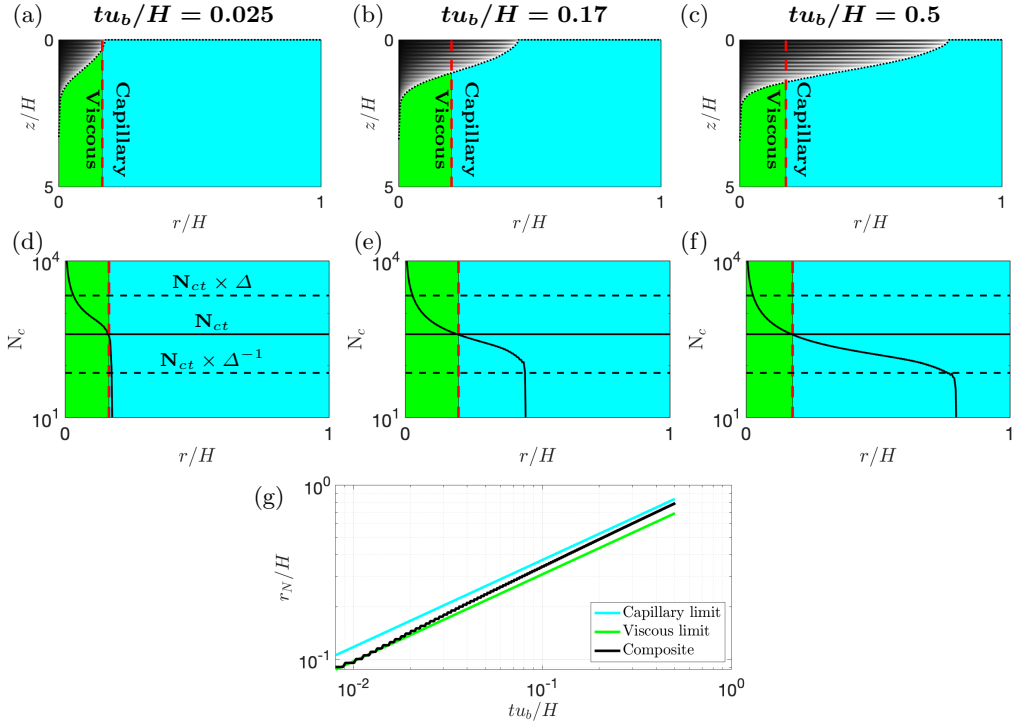 (a) tu_b/H = 0.025 (b) tu_b/H = 0.17 (c) tu_b/H = 0.5
0 0 0
z/H z/H z/H
Viscous Capillary Viscous Capillary Viscous Capillary
5 5 5
0 1 0 1 0 1
r/H r/H r/H
(d) (e) (f)
10^4 10^4 10^4
N_ct × Δ
N_c N_ct N_c N_c
N_ct × Δ^-1
10^1 10^1 10^1
0 1 0 1 0 1
r/H r/H r/H
(g)
10^0
r_N/H
Capillary limit
Viscous limit
Composite
10^-1
10^-2 10^-1 10^0
tu_b/H